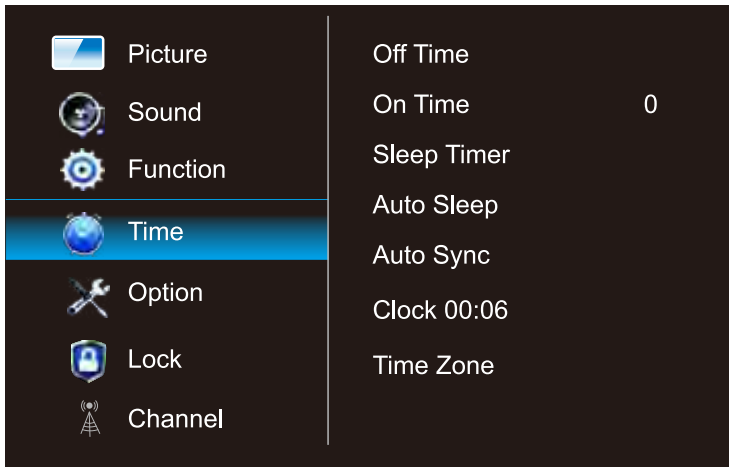 Picture
Sound
Function
Time
Option
Lock
Channel
Off Time
On Time 0
Sleep Timer
Auto Sleep
Auto Sync
Clock 00:06
Time Zone